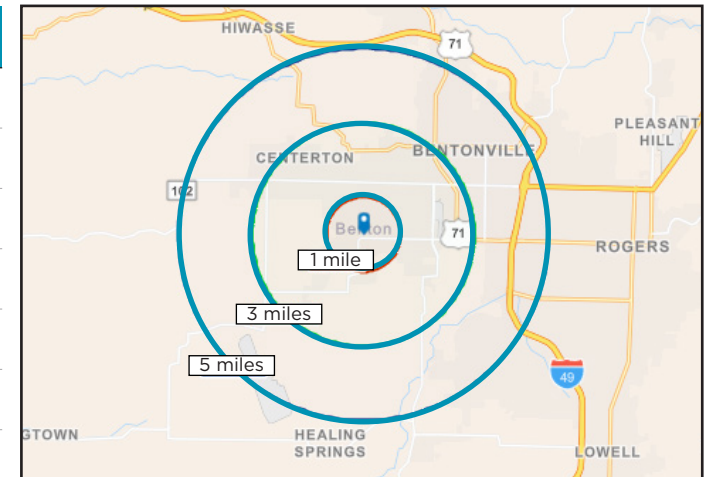 HIWASSE
71
PLEASANT
HILL
CENTERTON
BENTONVILLE
102
Benton
71
1 mile
ROGERS
3 miles
5 miles
49
GTOWN
HEALING
SPRINGS
LOWELL